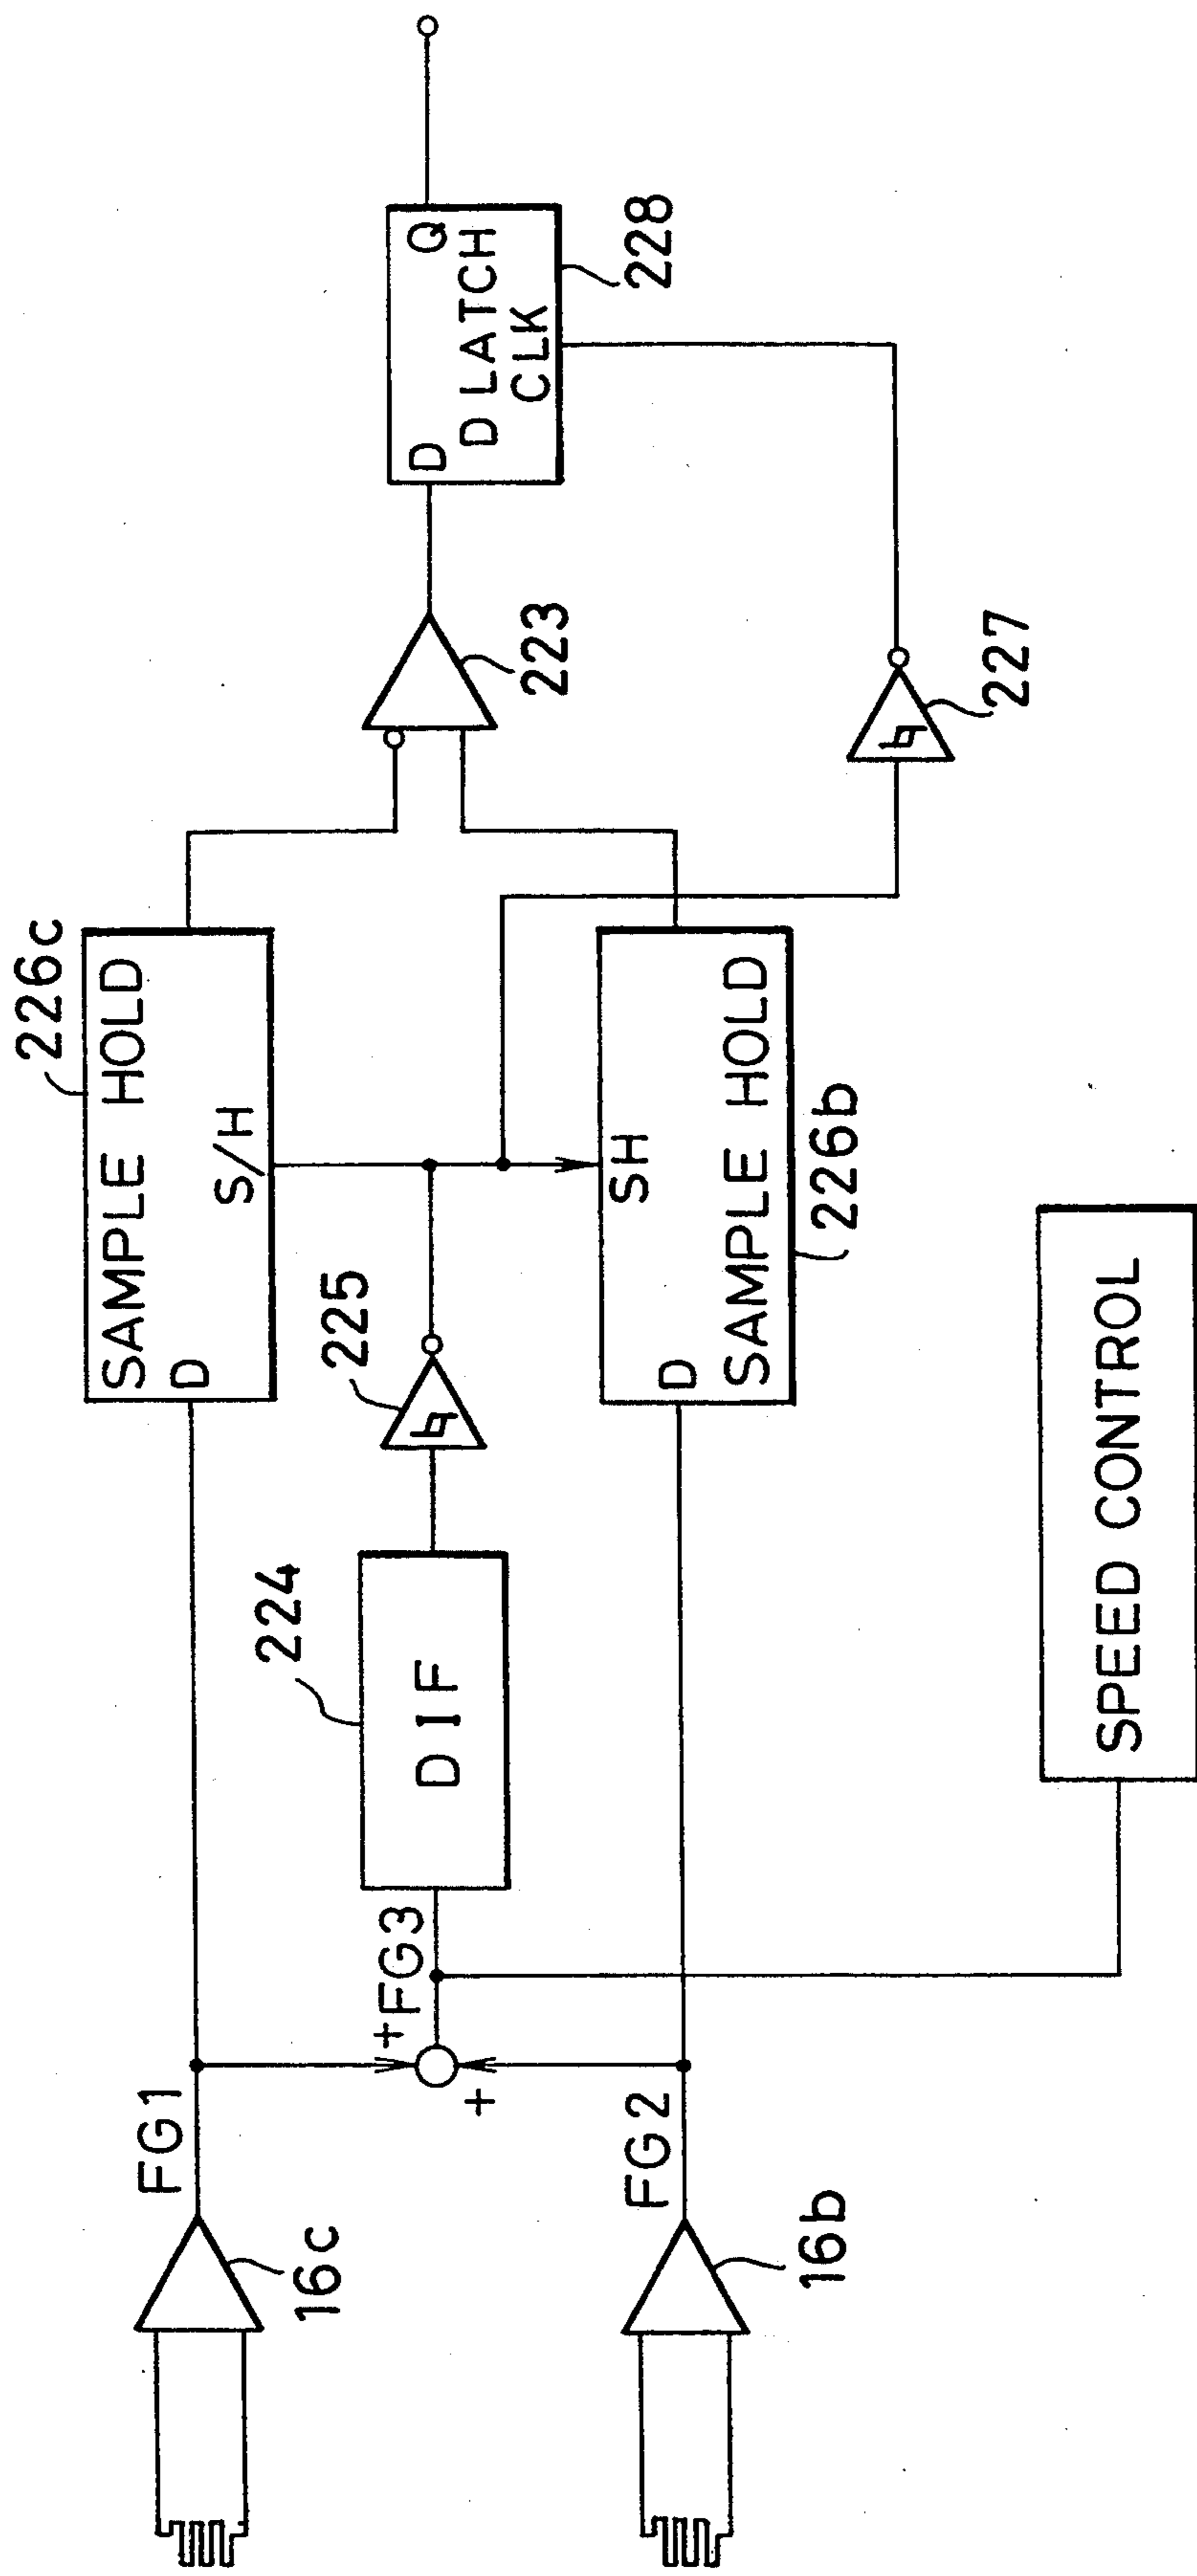 226c
SAMPLE HOLD
D
S/H
FG1
16c
224
DIF
225
+
FG3
+
223
D
Q
D LATCH
CLK
228
FG2
16b
SH
D
SAMPLE HOLD
226b
227
SPEED CONTROL